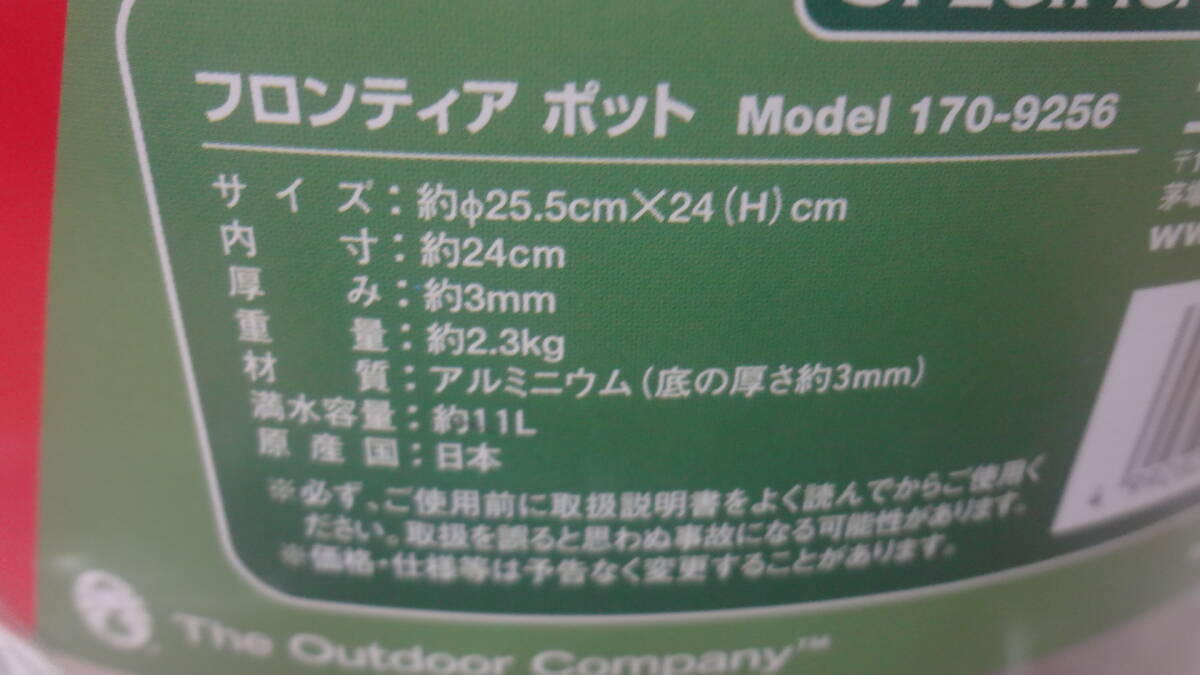 フロンティア ポット Model 170-9256
サイズ：約φ25.5cm×24(H)cm
内寸：約24cm
厚み：約3mm
重量：約2.3kg
材質：アルミニウム(底の厚さ約3mm)
満水容量：約11L
原産国：日本
※必ず、ご使用前に取扱説明書をよく読んでからご使用く
ださい。取扱を誤ると思わぬ事故になる可能性があります。
※価格・仕様等は予告なく変更することがあります。
The Outdoor Company™